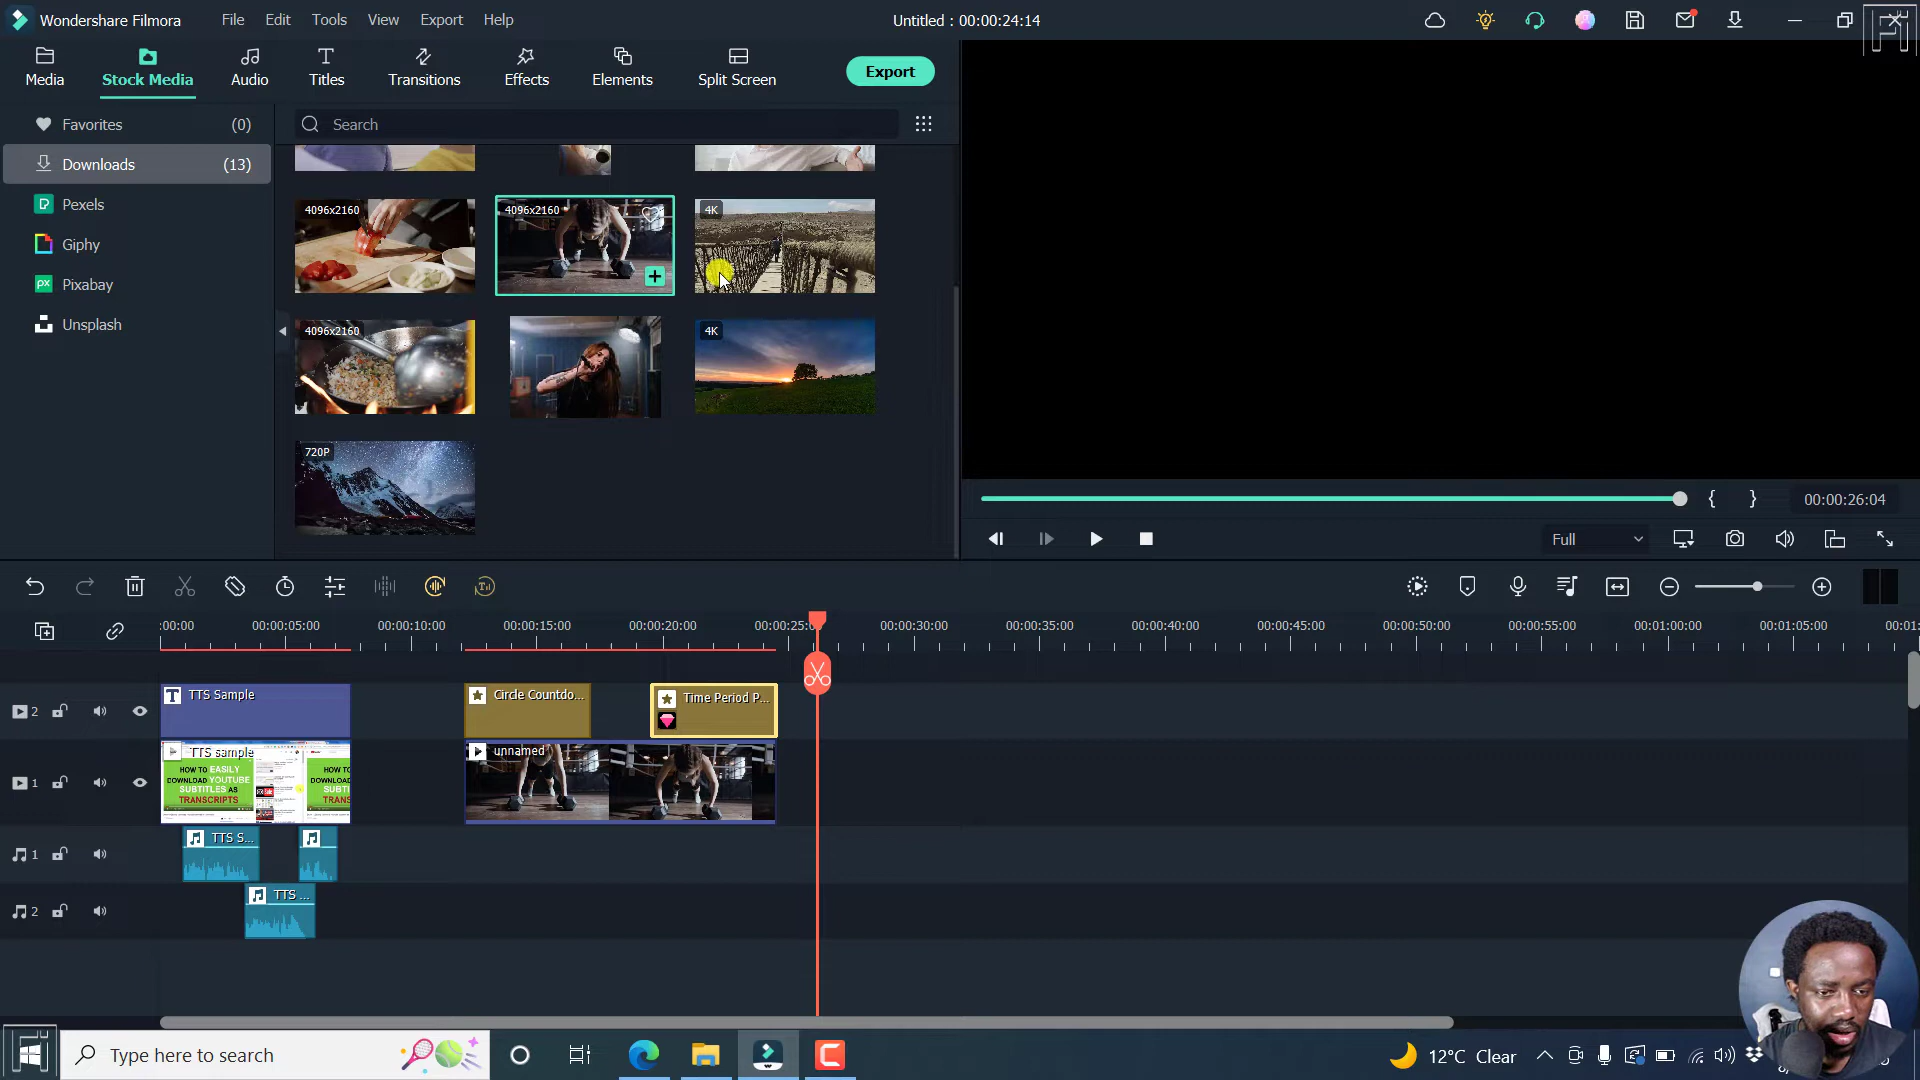 Wondershare Filmora File Edit Tools View Export Help Untitled : 00:00:24:14
Media Stock Media Audio Titles Transitions Effects Elements Split Screen Export
Favorites (0)
Search
Downloads (13)
Pexels
Giphy
Pixabay
Unsplash
4096x2160 4096x2160 4K
4096x2160 4K
720P
00:00:26:04
Full
:00:00 00:00:05:00 00:00:10:00 00:00:15:00 00:00:20:00 00:00:25:0 00:00:30:00 00:00:35:00 00:00:40:00 00:00:45:00 00:00:50:00 00:00:55:00 00:01:00:00 00:01:05:00 00:01:
2 TTS Sample Circle Countdo... Time Period P...
1 TTS sample unnamed
HOW TO EASILY
DOWNLOAD YOUTUBE
SUBTITLES AS
TRANSCRIPTS
1 TTS S...
2 TTS ...
Type here to search 12°C Clear